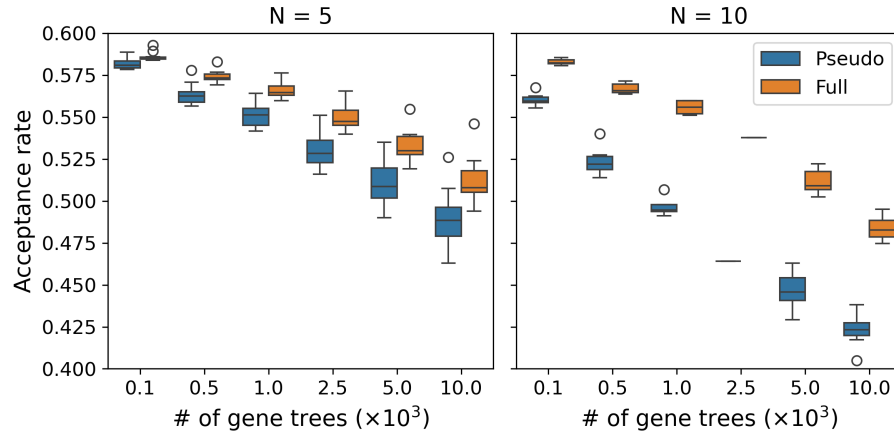 N = 5
N = 10
Acceptance rate
0.600
0.575
0.550
0.525
0.500
0.475
0.450
0.425
0.400
Pseudo
Full
0.1 0.5 1.0 2.5 5.0 10.0
0.1 0.5 1.0 2.5 5.0 10.0
# of gene trees (×10³)
# of gene trees (×10³)